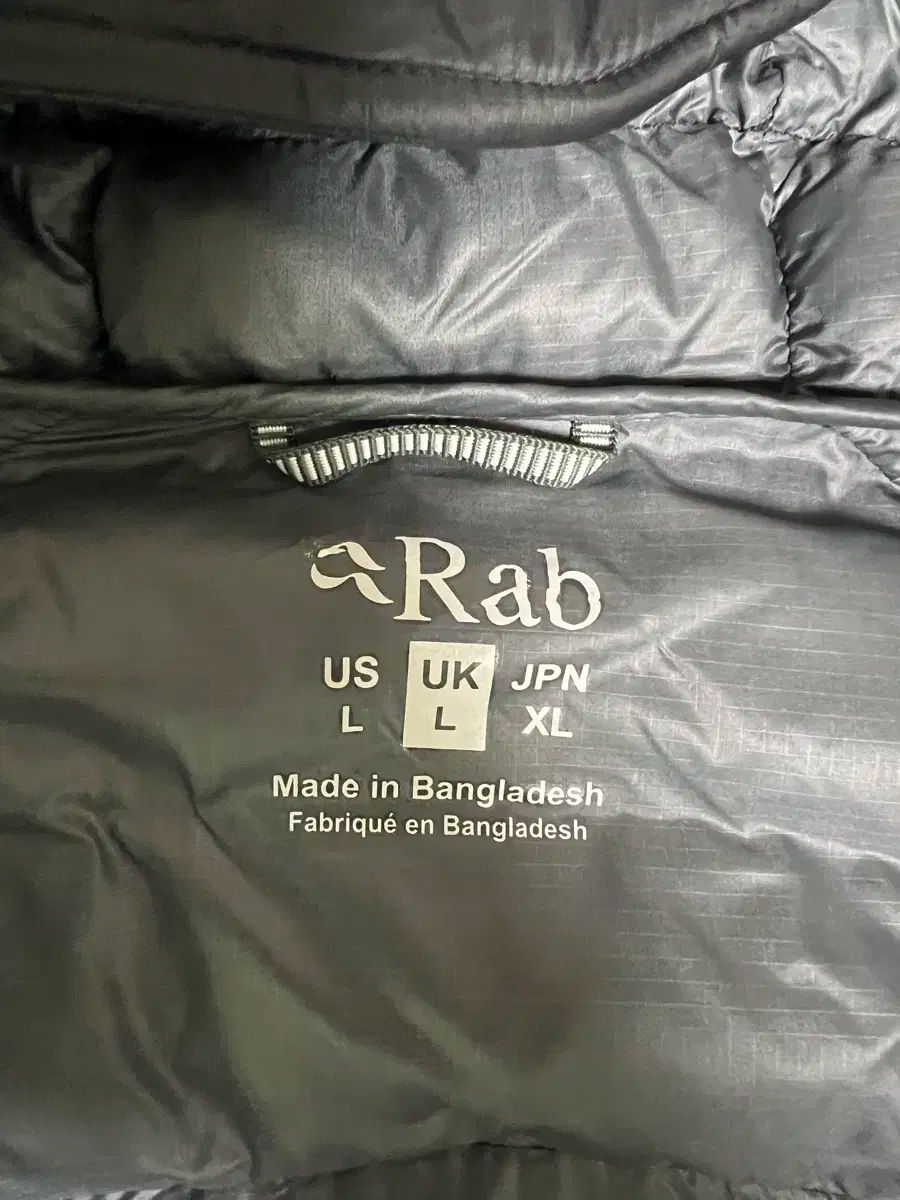 Rab
US UK JPN
L L XL
Made in Bangladesh
Fabriqué en Bangladesh